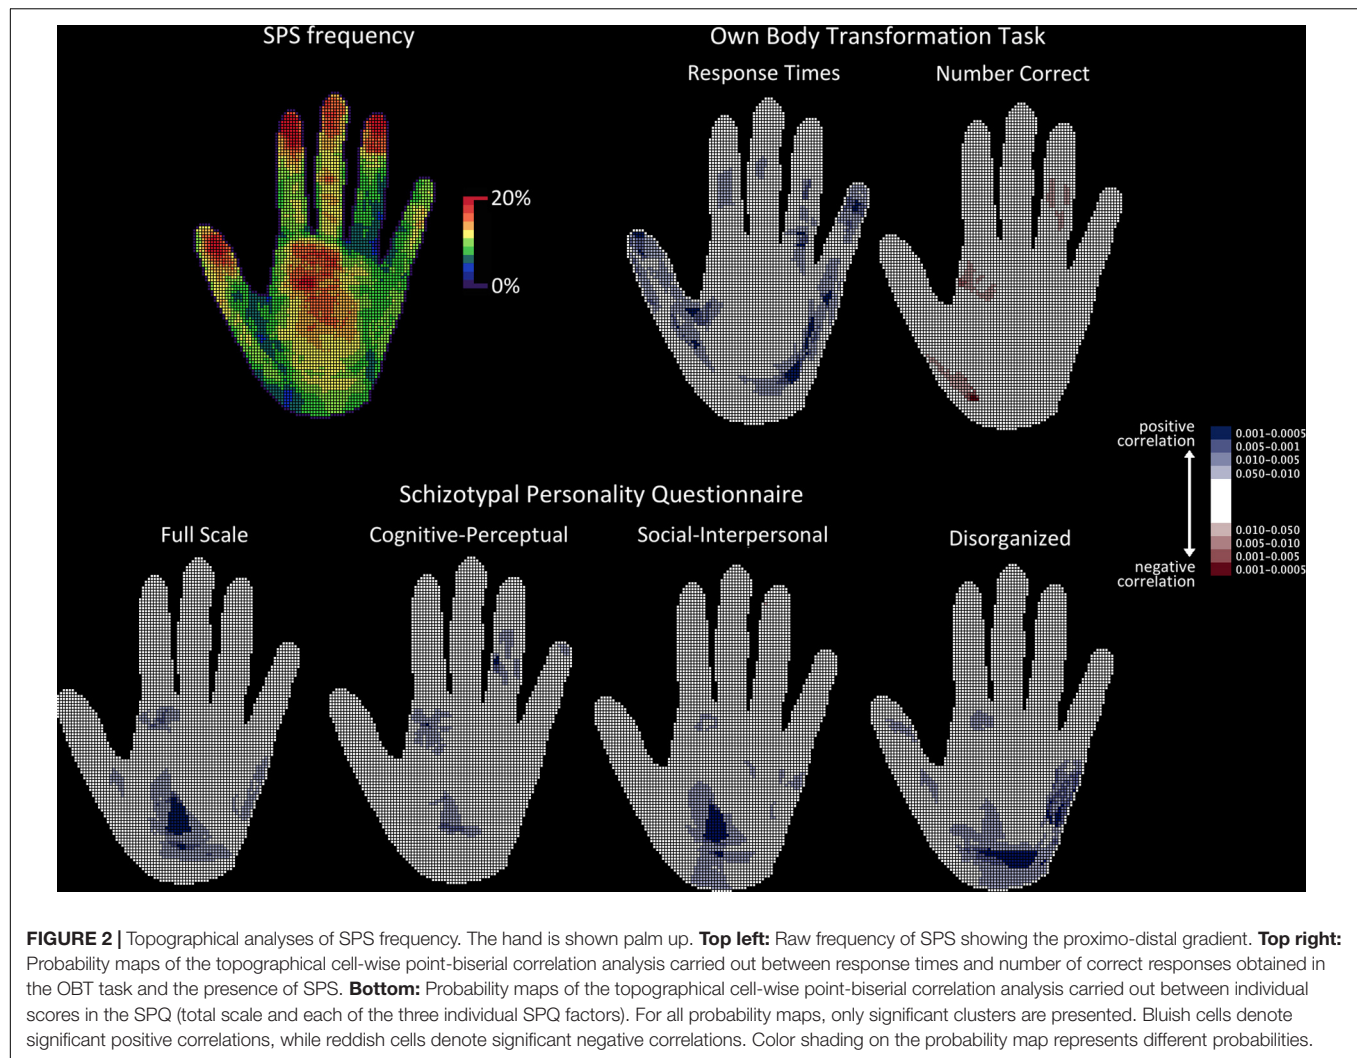 SPS frequency
Own Body Transformation Task
Response Times
Number Correct
20%
0%
positive
correlation
0.001–0.0005
0.005–0.001
0.010–0.005
0.050–0.010
0.010–0.050
0.005–0.010
0.001–0.005
0.001–0.0005
negative
correlation
Schizotypal Personality Questionnaire
Full Scale
Cognitive-Perceptual
Social-Interpersonal
Disorganized
FIGURE 2 | Topographical analyses of SPS frequency. The hand is shown palm up. Top left: Raw frequency of SPS showing the proximo-distal gradient. Top right:
Probability maps of the topographical cell-wise point-biserial correlation analysis carried out between response times and number of correct responses obtained in
the OBT task and the presence of SPS. Bottom: Probability maps of the topographical cell-wise point-biserial correlation analysis carried out between individual
scores in the SPQ (total scale and each of the three individual SPQ factors). For all probability maps, only significant clusters are presented. Bluish cells denote
significant positive correlations, while reddish cells denote significant negative correlations. Color shading on the probability map represents different probabilities.